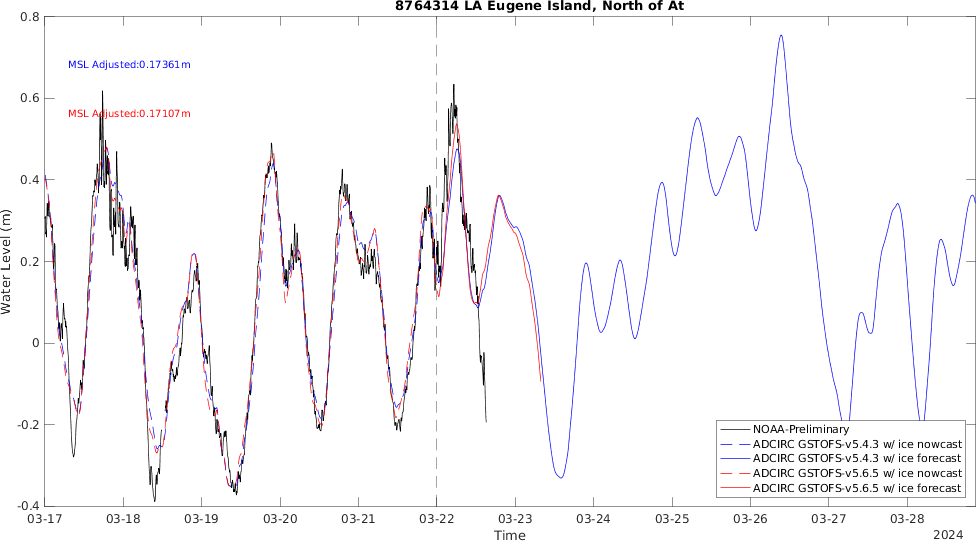 8764314 LA Eugene Island, North of At
0.8
0.6
0.4
0.2
0
-0.2
-0.4
Water Level (m)
MSL Adjusted:0.17361m
MSL Adjusted:0.17107m
NOAA-Preliminary
ADCIRC GSTOFS-v5.4.3 w/ ice nowcast
ADCIRC GSTOFS-v5.4.3 w/ ice forecast
ADCIRC GSTOFS-v5.6.5 w/ ice nowcast
ADCIRC GSTOFS-v5.6.5 w/ ice forecast
03-17 03-18 03-19 03-20 03-21 03-22 03-23 03-24 03-25 03-26 03-27 03-28
Time
2024